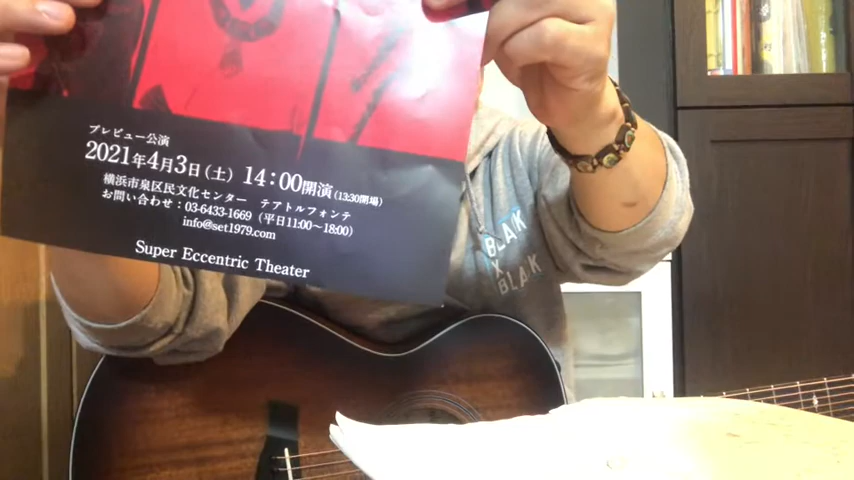 プレビュー公演
2021年4月3日(土) 14:00開演(13:30開場)
横浜市泉区民文化センター テアトルフォンテ
お問い合わせ:03-6433-1669(平日11:00〜18:00)
info@set1979.com
Super Eccentric Theater
BLAK
X
BLAK